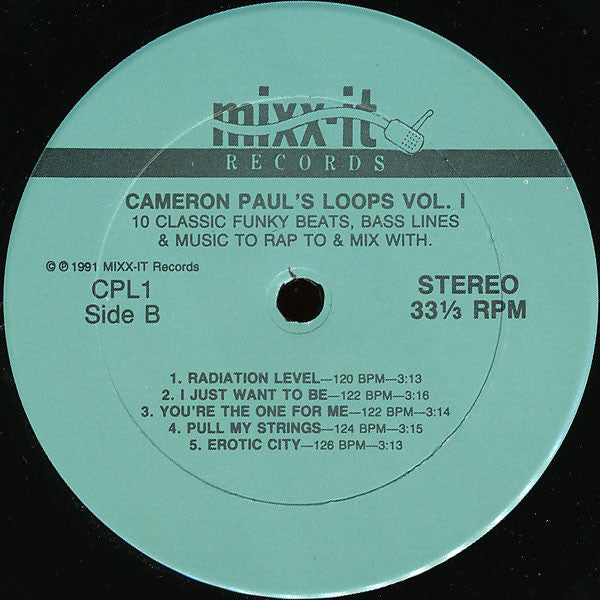 mixx-it
RECORDS
CAMERON PAUL'S LOOPS VOL. I
10 CLASSIC FUNKY BEATS, BASS LINES
& MUSIC TO RAP TO & MIX WITH.
© ℗ 1991 MIXX-IT Records
CPL1
Side B
STEREO
33⅓ RPM
1. RADIATION LEVEL—120 BPM—3:13
2. I JUST WANT TO BE—122 BPM—3:16
3. YOU'RE THE ONE FOR ME—122 BPM—3:14
4. PULL MY STRINGS—124 BPM—3:15
5. EROTIC CITY—126 BPM—3:13